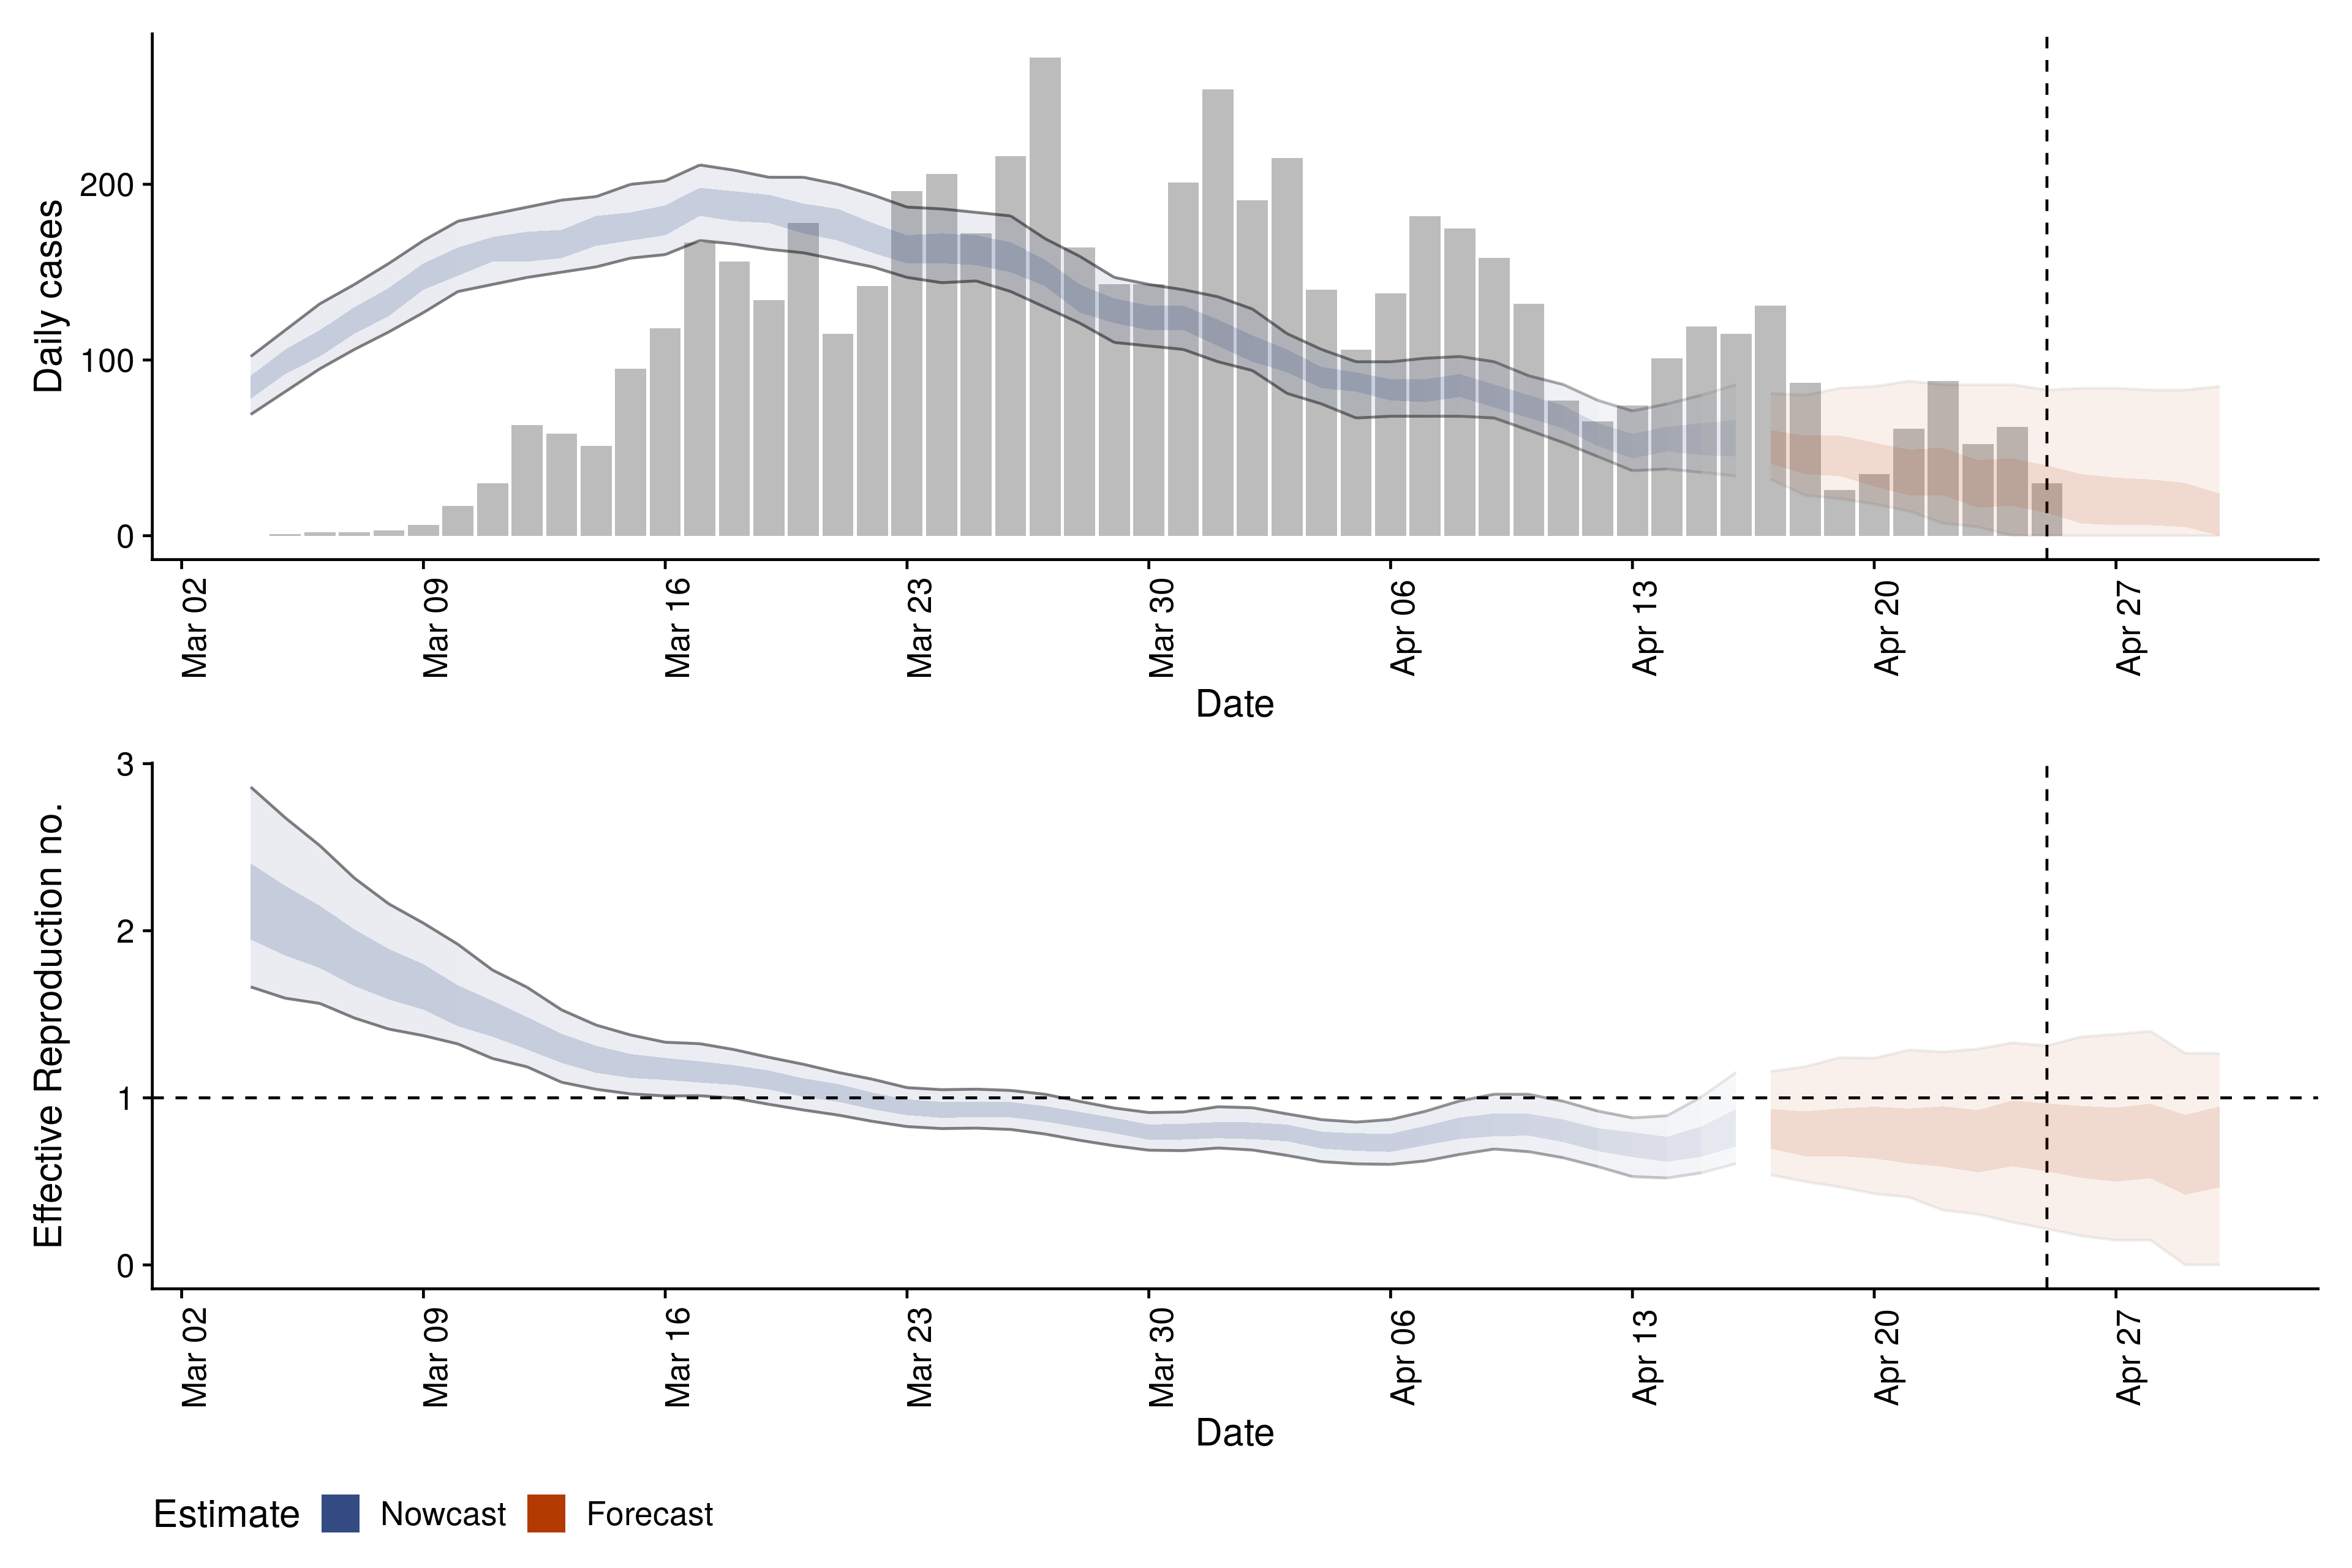 Daily cases
200
100
0
Mar 02
Mar 09
Mar 16
Mar 23
Mar 30
Apr 06
Apr 13
Apr 20
Apr 27
Date
Effective Reproduction no.
3
2
1
0
Mar 02
Mar 09
Mar 16
Mar 23
Mar 30
Apr 06
Apr 13
Apr 20
Apr 27
Date
Estimate Nowcast Forecast